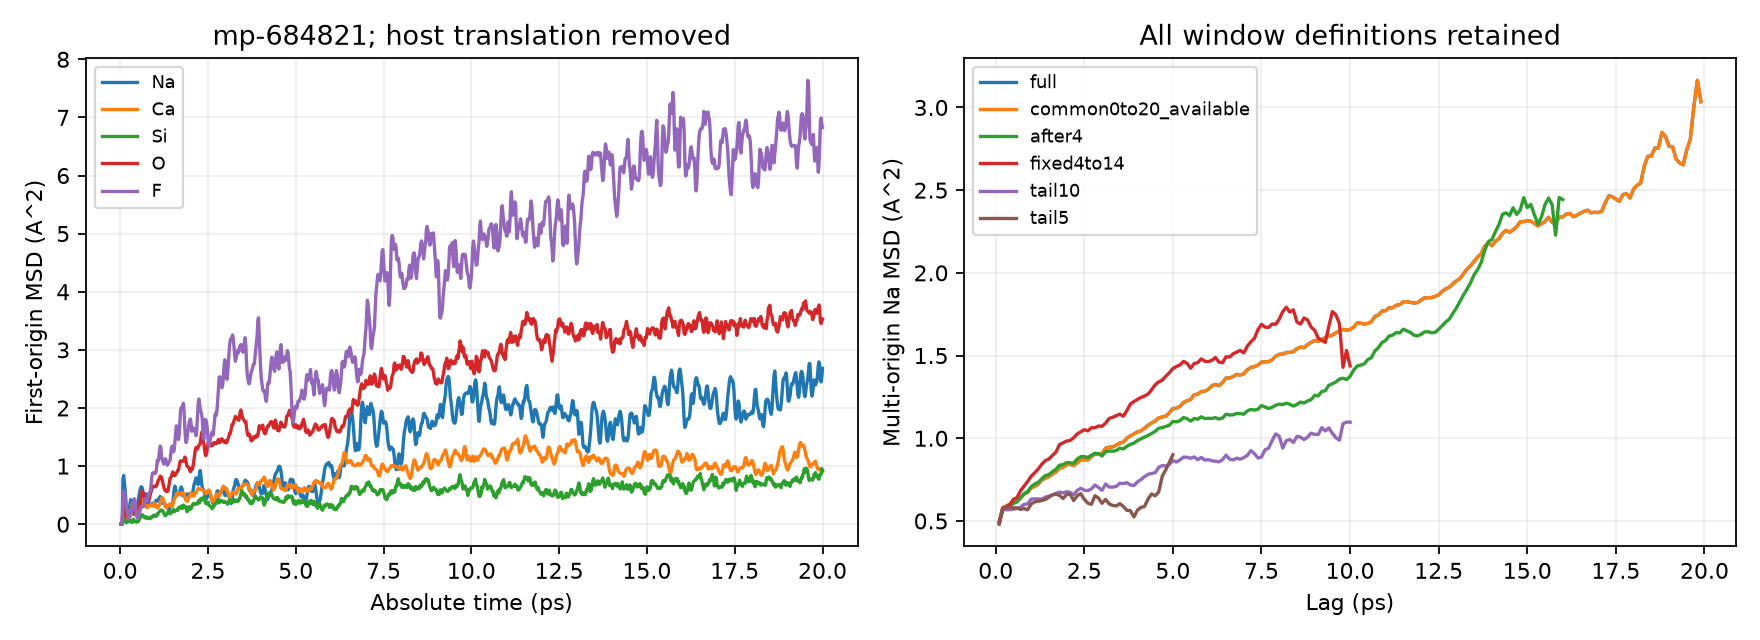 mp-684821; host translation removed
First-origin MSD (A^2)
8
7
6
5
4
3
2
1
0
Na
Ca
Si
O
F
0.0 2.5 5.0 7.5 10.0 12.5 15.0 17.5 20.0
Absolute time (ps)
All window definitions retained
Multi-origin Na MSD (A^2)
3.0
2.5
2.0
1.5
1.0
0.5
full
common0to20_available
after4
fixed4to14
tail10
tail5
0.0 2.5 5.0 7.5 10.0 12.5 15.0 17.5 20.0
Lag (ps)